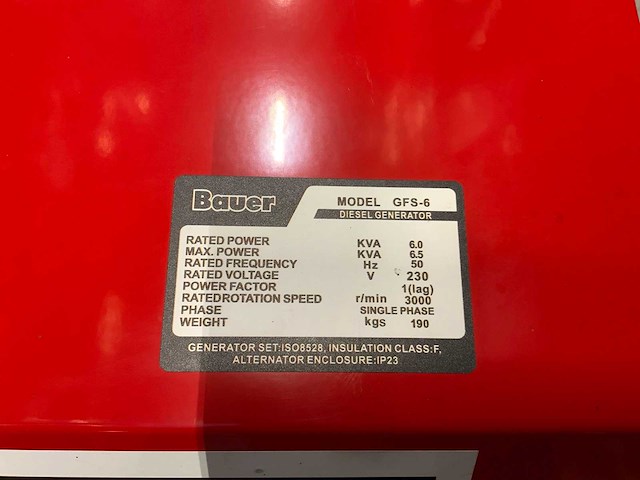 Bauer
MODEL GFS-6
DIESEL GENERATOR
RATED POWER KVA 6.0
MAX. POWER KVA 6.5
RATED FREQUENCY Hz 50
RATED VOLTAGE V 230
POWER FACTOR 1(lag)
RATEDROTATION SPEED r/min 3000
PHASE SINGLE PHASE
WEIGHT kgs 190
GENERATOR SET:ISO8528, INSULATION CLASS:F,
ALTERNATOR ENCLOSURE:IP23